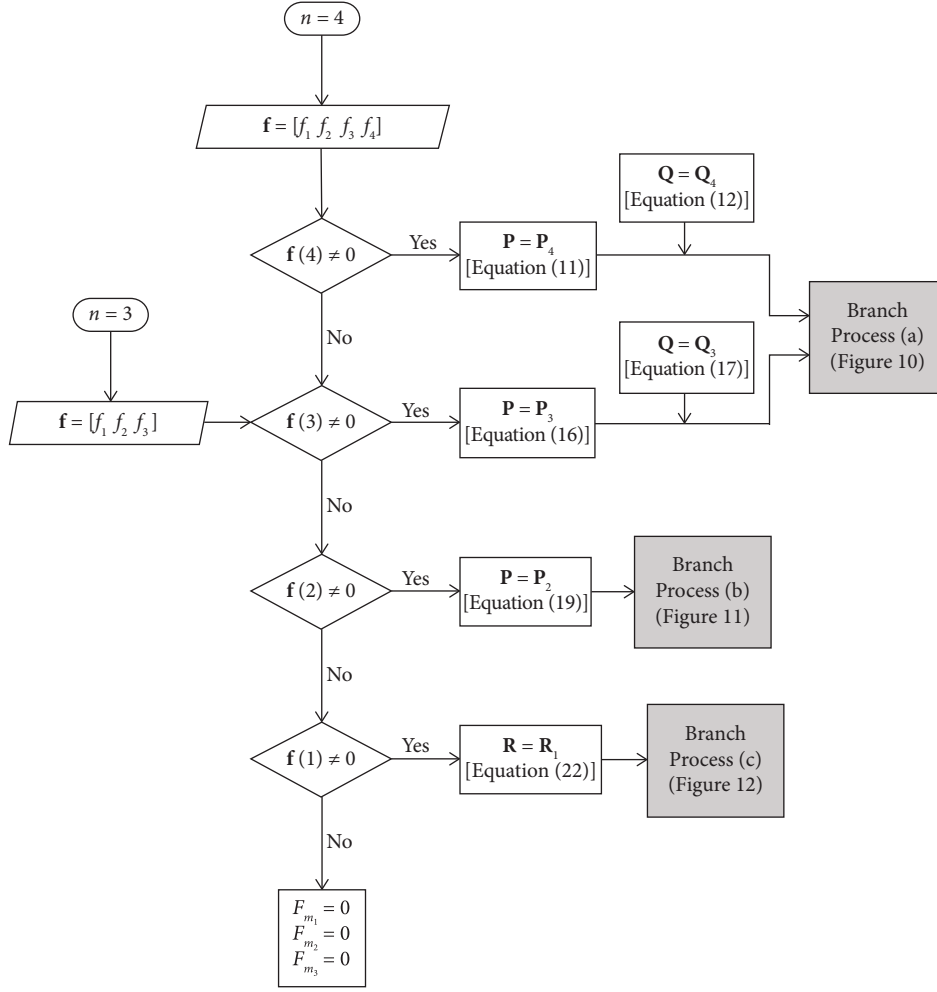 n = 4
f = [f₁ f₂ f₃ f₄]
Q = Q₄
[Equation (12)]
f (4) ≠ 0
Yes
P = P₄
[Equation (11)]
n = 3
No
Branch
Process (a)
(Figure 10)
Q = Q₃
[Equation (17)]
f = [f₁ f₂ f₃]
f (3) ≠ 0
Yes
P = P₃
[Equation (16)]
No
f (2) ≠ 0
Yes
P = P₂
[Equation (19)]
Branch
Process (b)
(Figure 11)
No
f (1) ≠ 0
Yes
R = R₁
[Equation (22)]
Branch
Process (c)
(Figure 12)
No
Fₘ₁ = 0
Fₘ₂ = 0
Fₘ₃ = 0